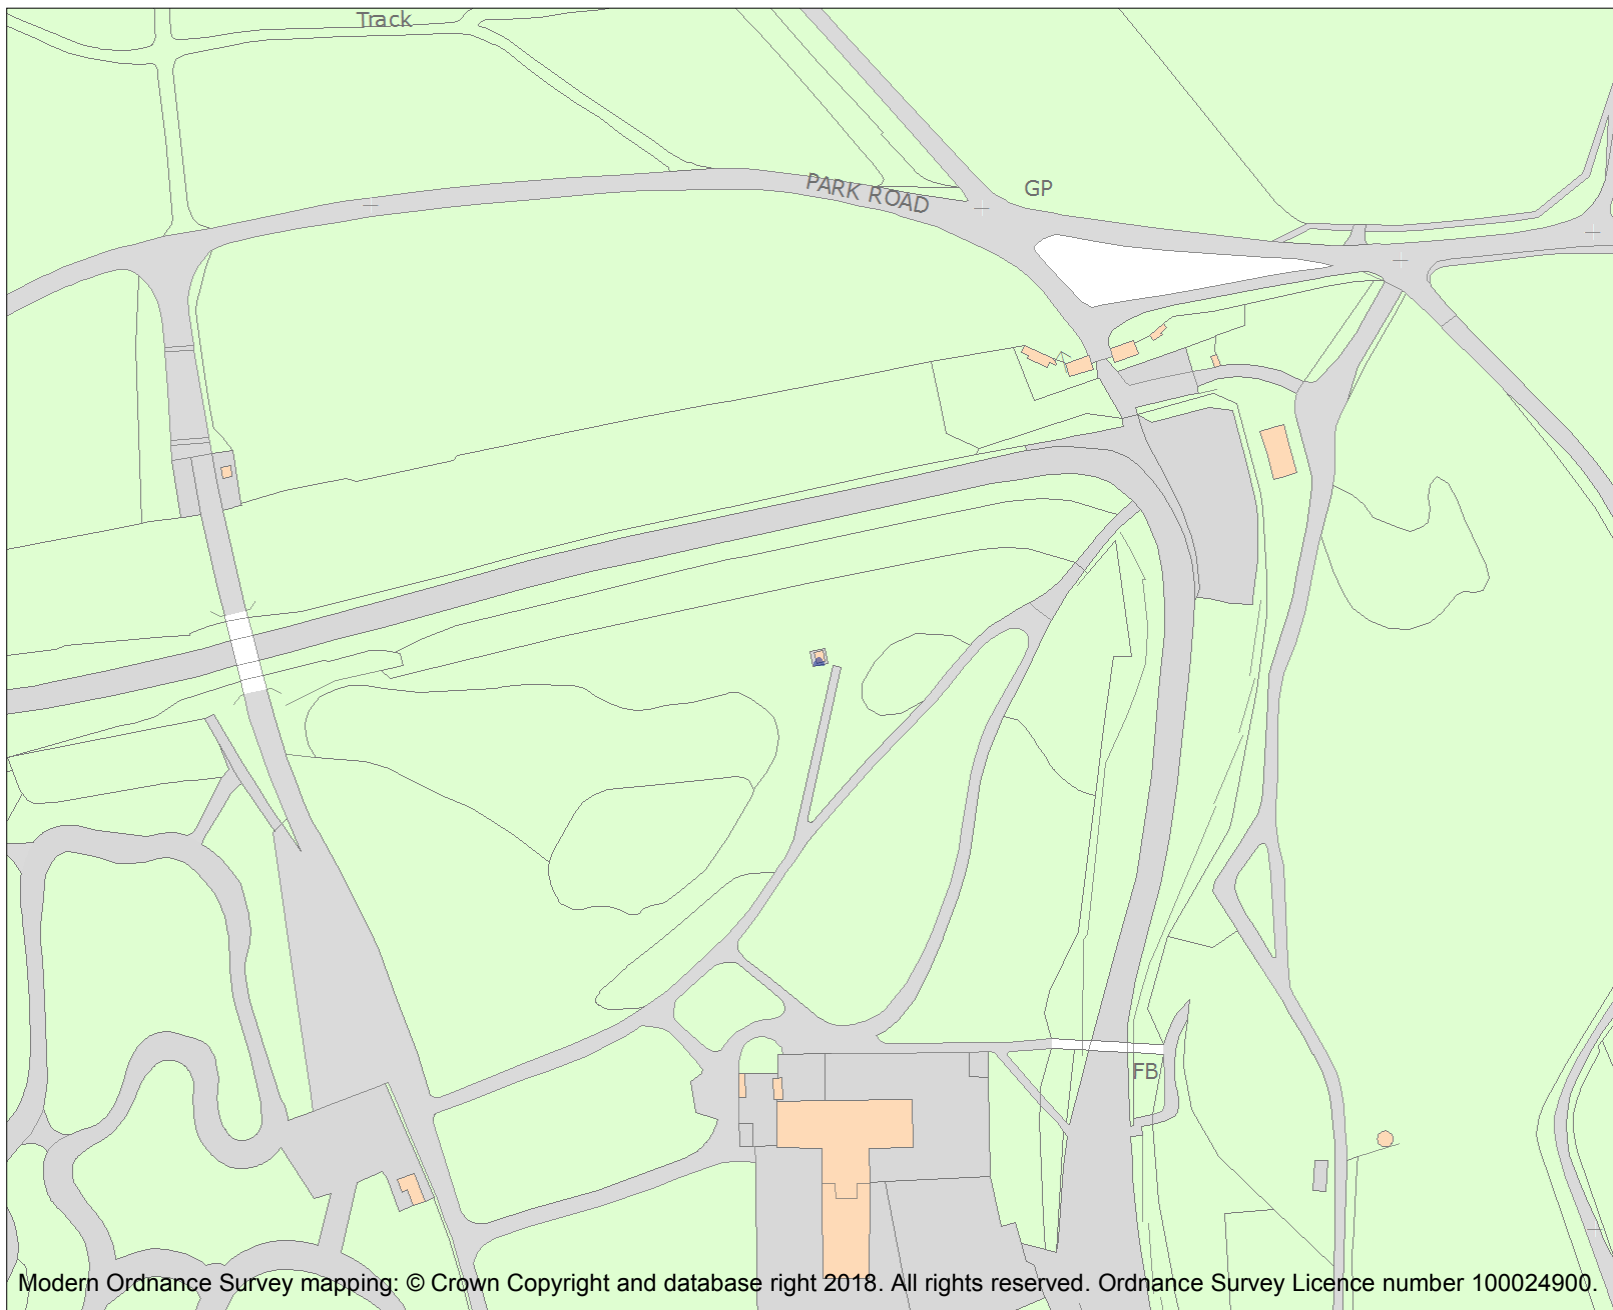 Track
PARK ROAD
GP
FB
Modern Ordnance Survey mapping: © Crown Copyright and database right 2018. All rights reserved. Ordnance Survey Licence number 100024900.